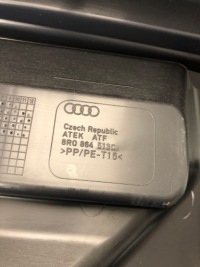 Czech Republic
ATEK ATF
8R0 864
>PP/PE-T15<